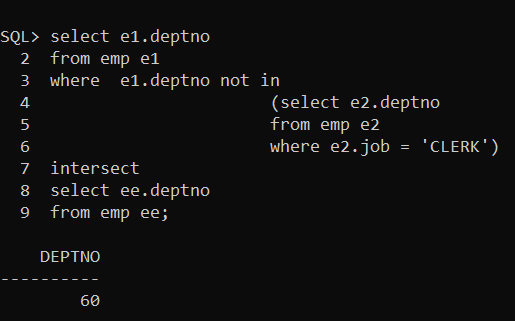 SQL> select e1.deptno
2 from emp e1
3 where  e1.deptno not in
4 (select e2.deptno
5 from emp e2
6 where e2.job = 'CLERK')
7 intersect
8 select ee.deptno
9 from emp ee;
DEPTNO
----------
60